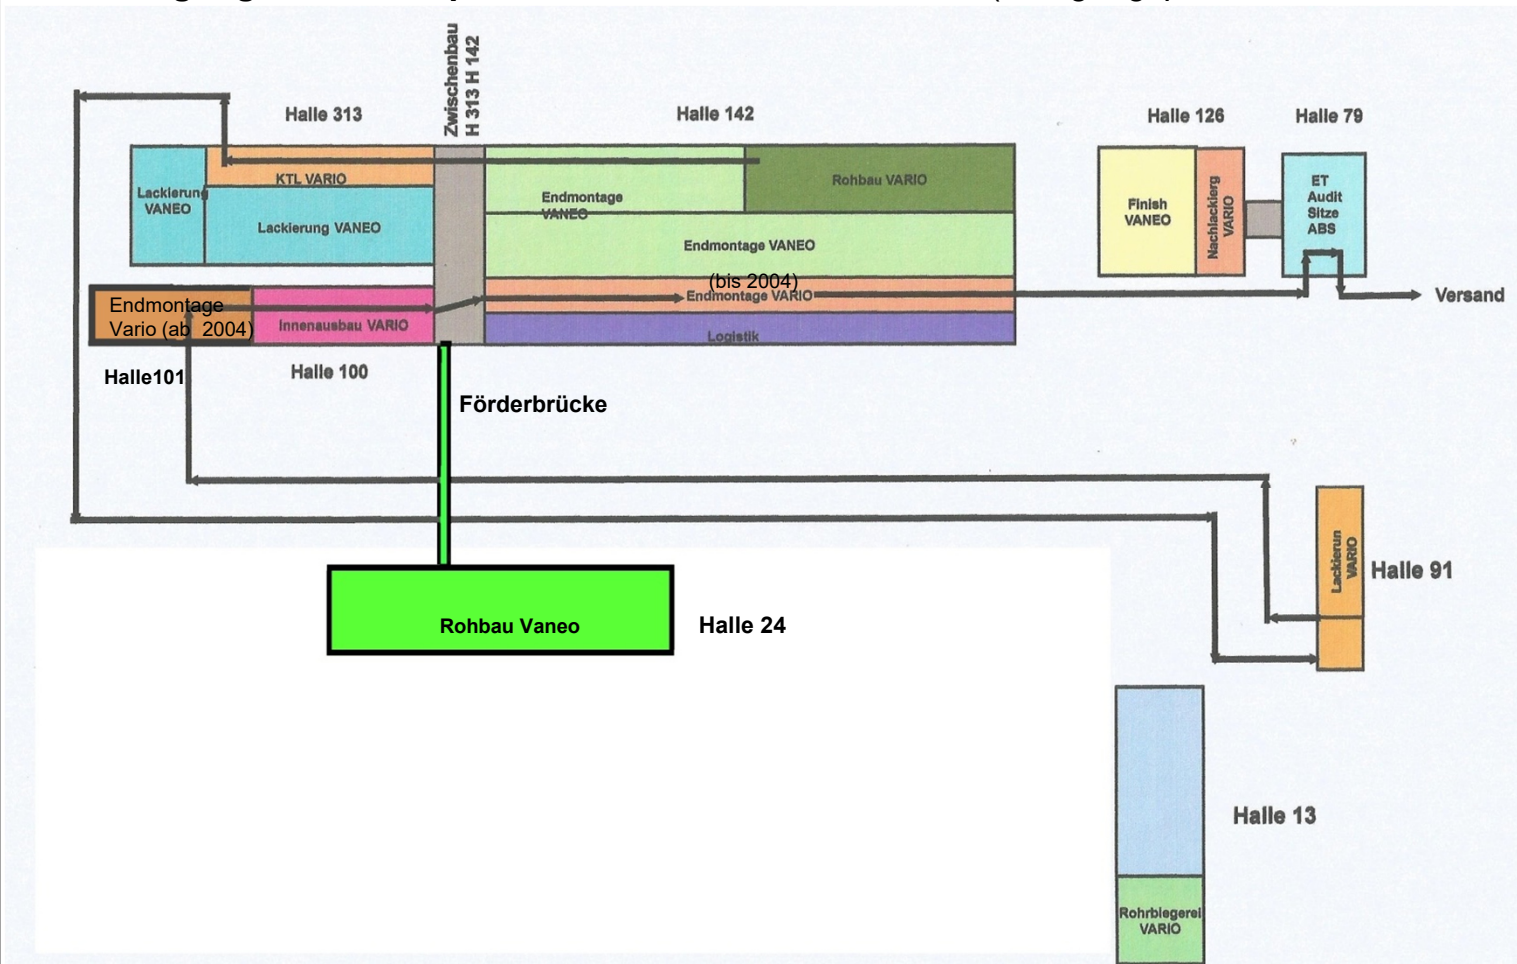 Zwischenbau
H 313 H 142
Halle 313
Halle 142
Halle 126
Halle 79
Lackierung
VANEO
KTL VARIO
Lackierung VANEO
Endmontage
VANEO
Rohbau VARIO
Endmontage VANEO
(bis 2004)
Endmontage VARIO
Logistik
Finish
VANEO
Nachlackierg
VARIO
ET
Audit
Sitze
ABS
Versand
Endmontage
Vario (ab 2004)
Innenausbau VARIO
Halle101
Halle 100
Förderbrücke
Lackierun
VARIO
Halle 91
Rohbau Vaneo
Halle 24
Halle 13
Rohrbiegerei
VARIO